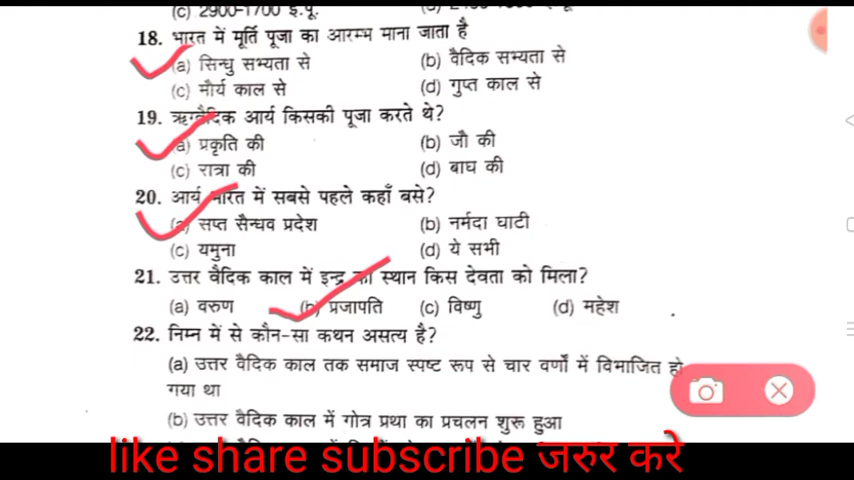 (c) 2900-1700 ई.पू.
18. भारत में मूर्ति पूजा का आरम्भ माना जाता है
(a) सिन्धु सभ्यता से (b) वैदिक सभ्यता से
(c) मौर्य काल से (d) गुप्त काल से
19. ऋग्वैदिक आर्य किसकी पूजा करते थे?
(a) प्रकृति की (b) जौ की
(c) रात्रा की (d) बाघ की
20. आर्य भारत में सबसे पहले कहाँ बसे?
(a) सप्त सैन्धव प्रदेश (b) नर्मदा घाटी
(c) यमुना (d) ये सभी
21. उत्तर वैदिक काल में इन्द्र का स्थान किस देवता को मिला?
(a) वरुण (b) प्रजापति (c) विष्णु (d) महेश
22. निम्न में से कौन-सा कथन असत्य है?
(a) उत्तर वैदिक काल तक समाज स्पष्ट रूप से चार वर्णों में विभाजित हो
गया था
(b) उत्तर वैदिक काल में गोत्र प्रथा का प्रचलन शुरू हुआ
like share subscribe जरुर करे